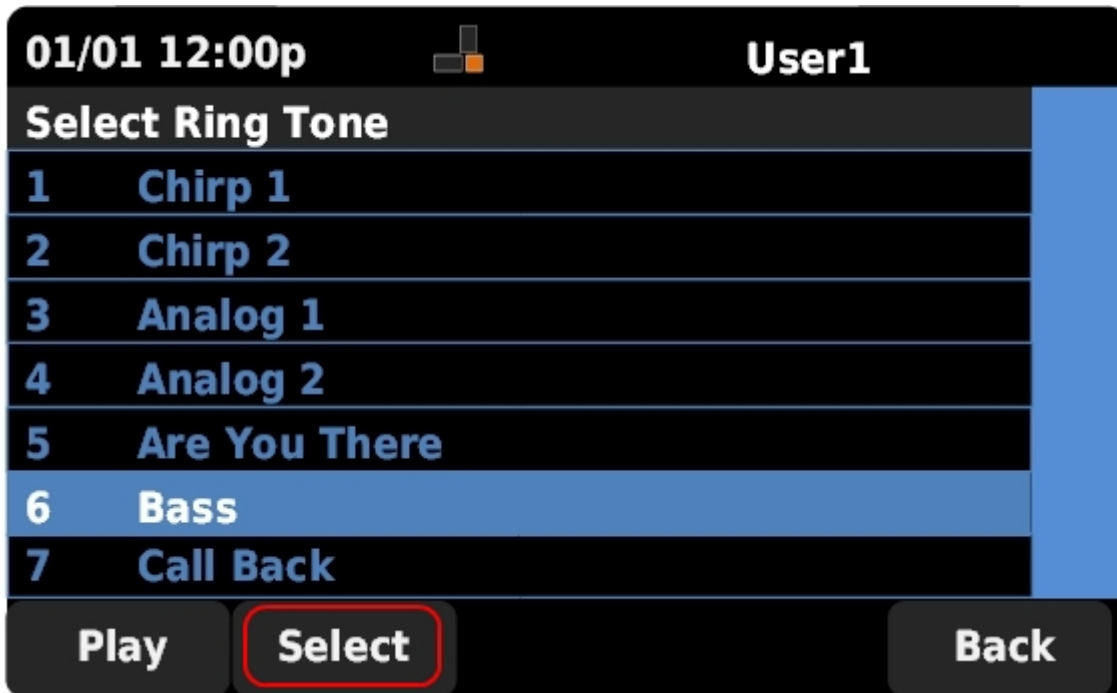 01/01 12:00p User1
Select Ring Tone
1 Chirp 1
2 Chirp 2
3 Analog 1
4 Analog 2
5 Are You There
6 Bass
7 Call Back
Play Select Back